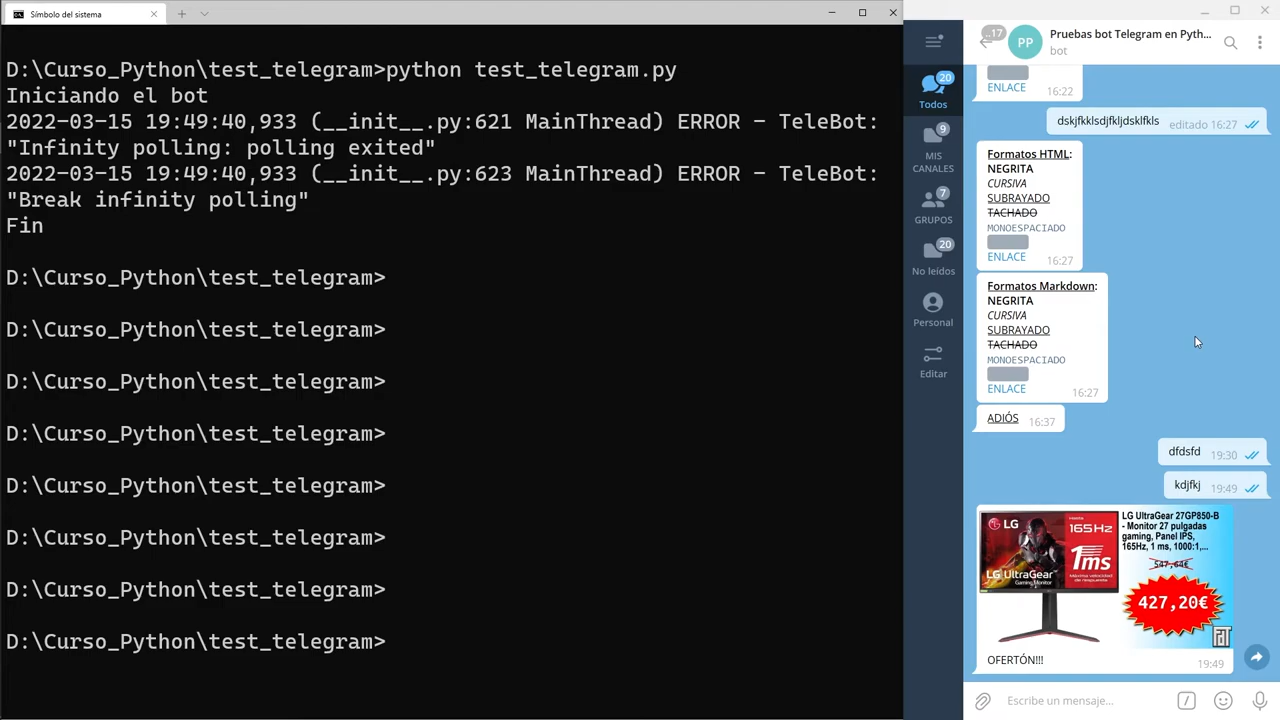 Símbolo del sistema
D:\Curso_Python\test_telegram>python test_telegram.py
Iniciando el bot
2022-03-15 19:49:40,933 (__init__.py:621 MainThread) ERROR - TeleBot:
"Infinity polling: polling exited"
2022-03-15 19:49:40,933 (__init__.py:623 MainThread) ERROR - TeleBot:
"Break infinity polling"
Fin
D:\Curso_Python\test_telegram>
D:\Curso_Python\test_telegram>
D:\Curso_Python\test_telegram>
D:\Curso_Python\test_telegram>
D:\Curso_Python\test_telegram>
D:\Curso_Python\test_telegram>
D:\Curso_Python\test_telegram>
D:\Curso_Python\test_telegram>
20
Todos
9
MIS
CANALES
7
GRUPOS
20
No leídos
Personal
Editar
..17
PP
Pruebas bot Telegram en Pyth...
bot
ENLACE 16:22
dskjfkklsdjfkljdsklfkls editado 16:27
Formatos HTML:
NEGRITA
CURSIVA
SUBRAYADO
TACHADO
MONOESPACIADO
ENLACE 16:27
Formatos Markdown:
NEGRITA
CURSIVA
SUBRAYADO
TACHADO
MONOESPACIADO
ENLACE 16:27
ADIÓS 16:37
dfdsfd 19:30
kdjfkj 19:49
LG
165Hz
1ms
LG UltraGear
Gaming Monitor
LG UltraGear 27GP850-B
- Monitor 27 pulgadas
gaming, Panel IPS,
165Hz, 1 ms, 1000:1,...
547,64€
427,20€
OFERTÓN!!! 19:49
Escribe un mensaje...